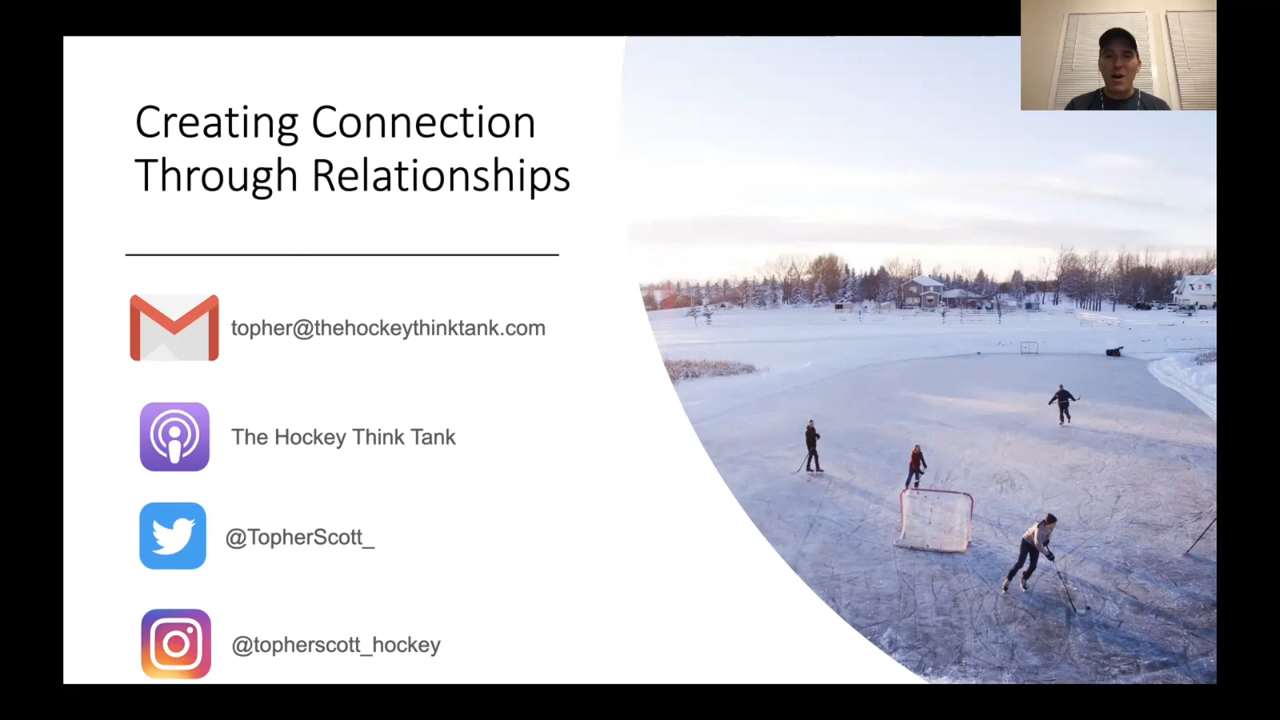 Creating Connection
Through Relationships
topher@thehockeythinktank.com
The Hockey Think Tank
@TopherScott_
@topherscott_hockey